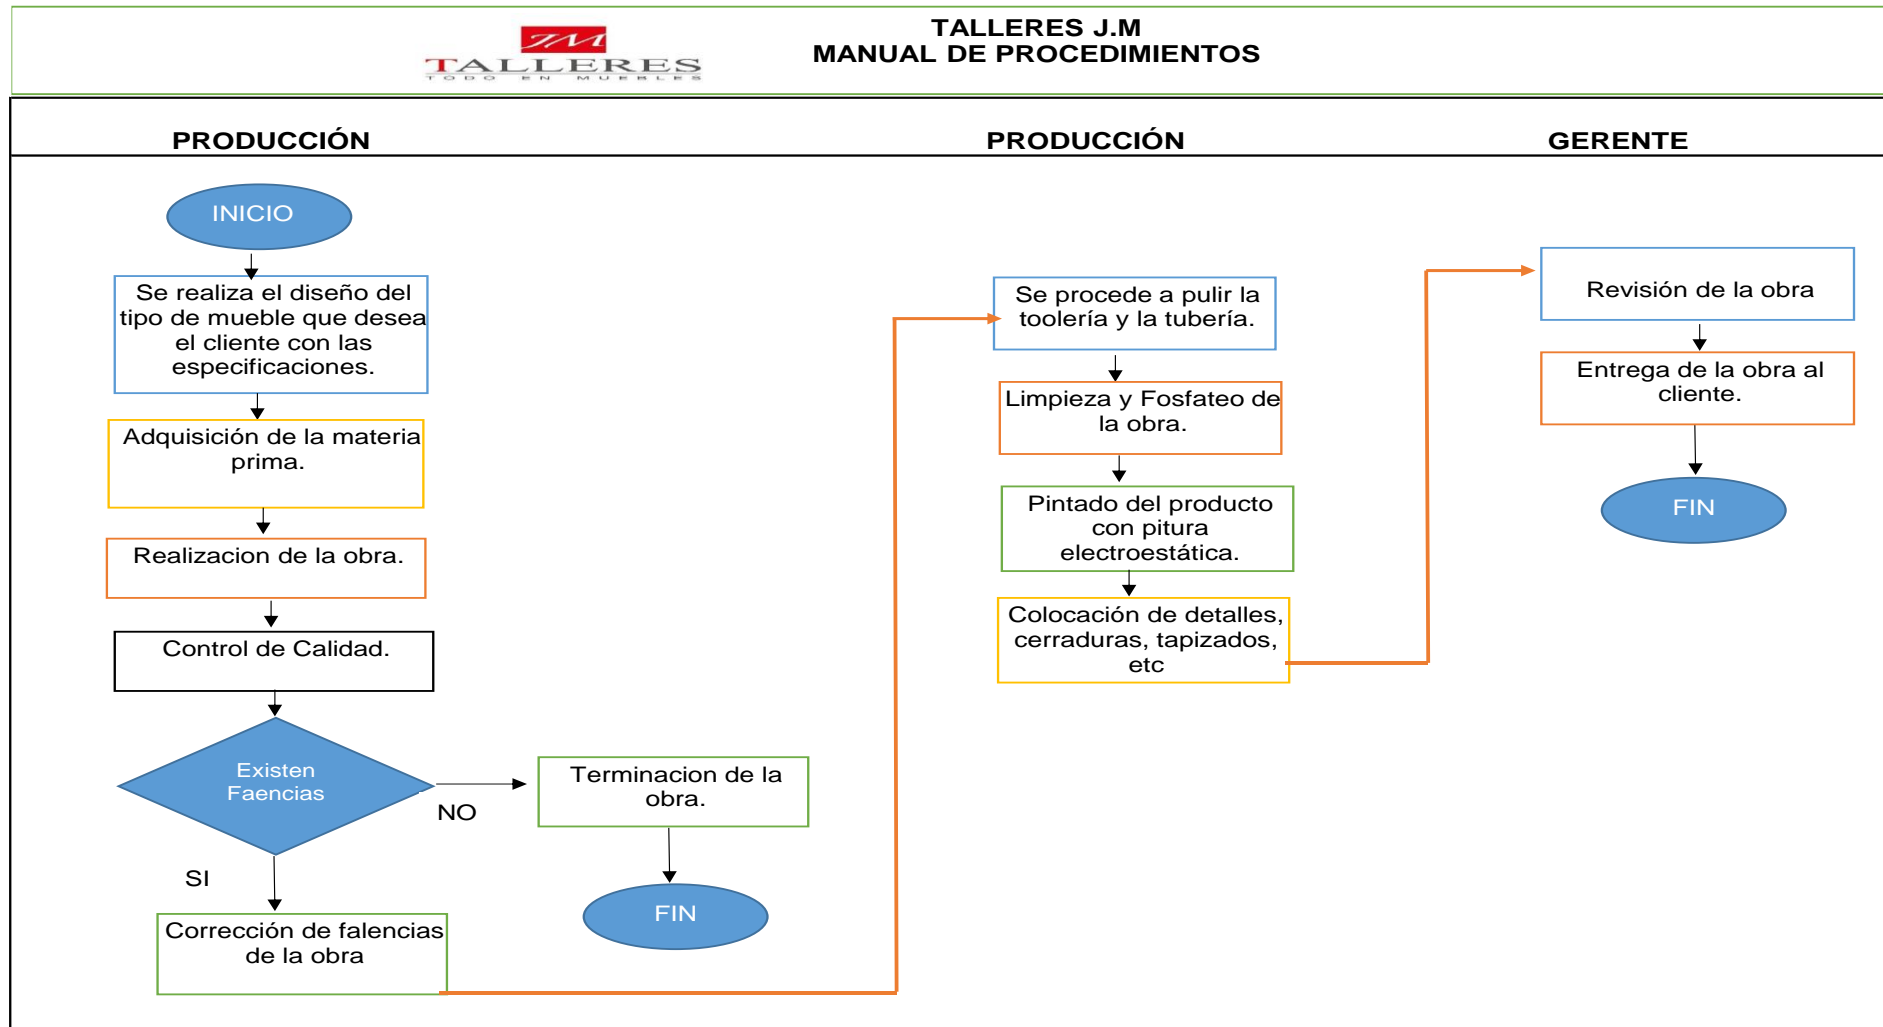 JM
TALLERES
TODO EN MUEBLES
TALLERES J.M
MANUAL DE PROCEDIMIENTOS
PRODUCCIÓN
PRODUCCIÓN
GERENTE
INICIO
Se realiza el diseño del
tipo de mueble que desea
el cliente con las
especificaciones.
Adquisición de la materia
prima.
Realizacion de la obra.
Control de Calidad.
Existen
Faencias
NO
Terminacion de la
obra.
FIN
SI
Corrección de falencias
de la obra
Se procede a pulir la
toolería y la tubería.
Limpieza y Fosfateo de
la obra.
Pintado del producto
con pitura
electroestática.
Colocación de detalles,
cerraduras, tapizados,
etc
Revisión de la obra
Entrega de la obra al
cliente.
FIN